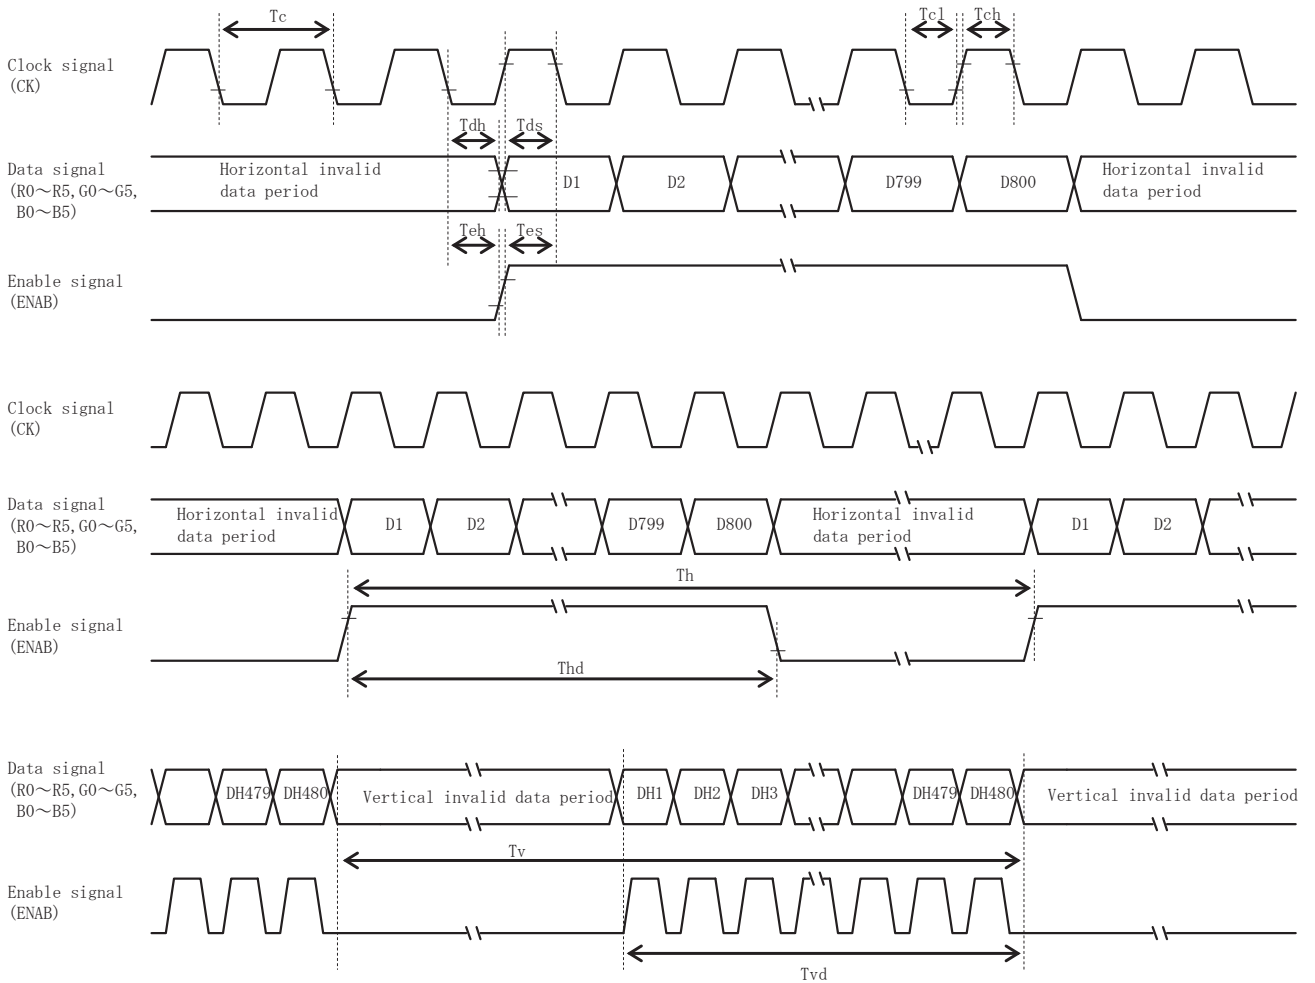 Tc
Tcl
Tch
Clock signal
(CK)
Tdh
Tds
Data signal
(R0～R5,G0～G5,
B0～B5)
Horizontal invalid
data period
D1
D2
D799
D800
Horizontal invalid
data period
Teh
Tes
Enable signal
(ENAB)
Clock signal
(CK)
Data signal
(R0～R5,G0～G5,
B0～B5)
Horizontal invalid
data period
D1
D2
D799
D800
Horizontal invalid
data period
D1
D2
Th
Enable signal
(ENAB)
Thd
Data signal
(R0～R5,G0～G5,
B0～B5)
DH479
DH480
Vertical invalid data period
DH1
DH2
DH3
DH479
DH480
Vertical invalid data period
Tv
Enable signal
(ENAB)
Tvd